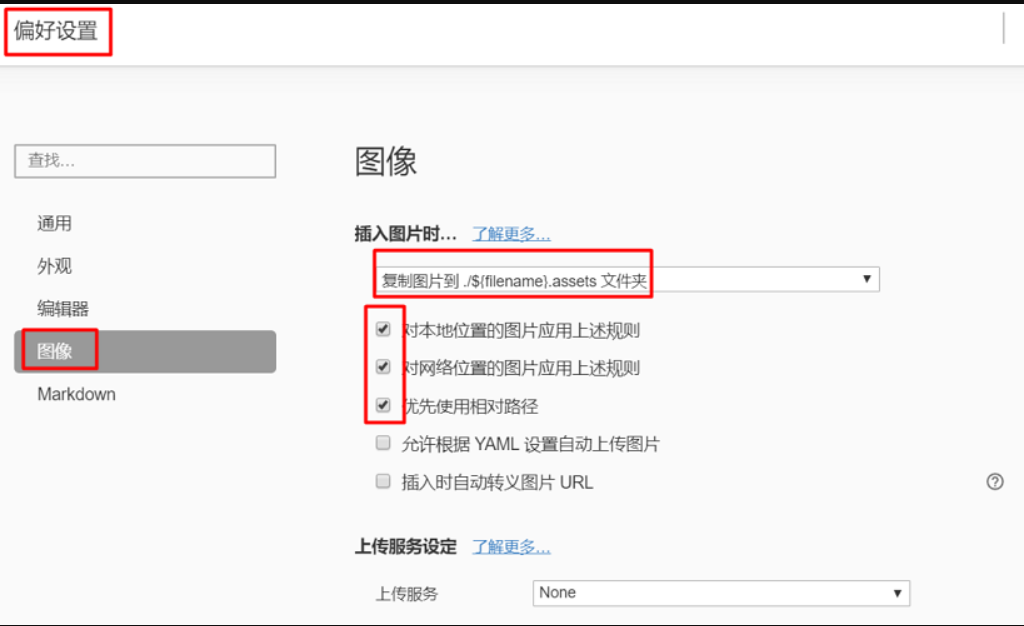 偏好设置
查找...
通用
外观
编辑器
图像
Markdown
图像
插入图片时... 了解更多...
复制图片到 ./${filename}.assets 文件夹
对本地位置的图片应用上述规则
对网络位置的图片应用上述规则
优先使用相对路径
允许根据 YAML 设置自动上传图片
插入时自动转义图片 URL
上传服务设定 了解更多...
上传服务 None